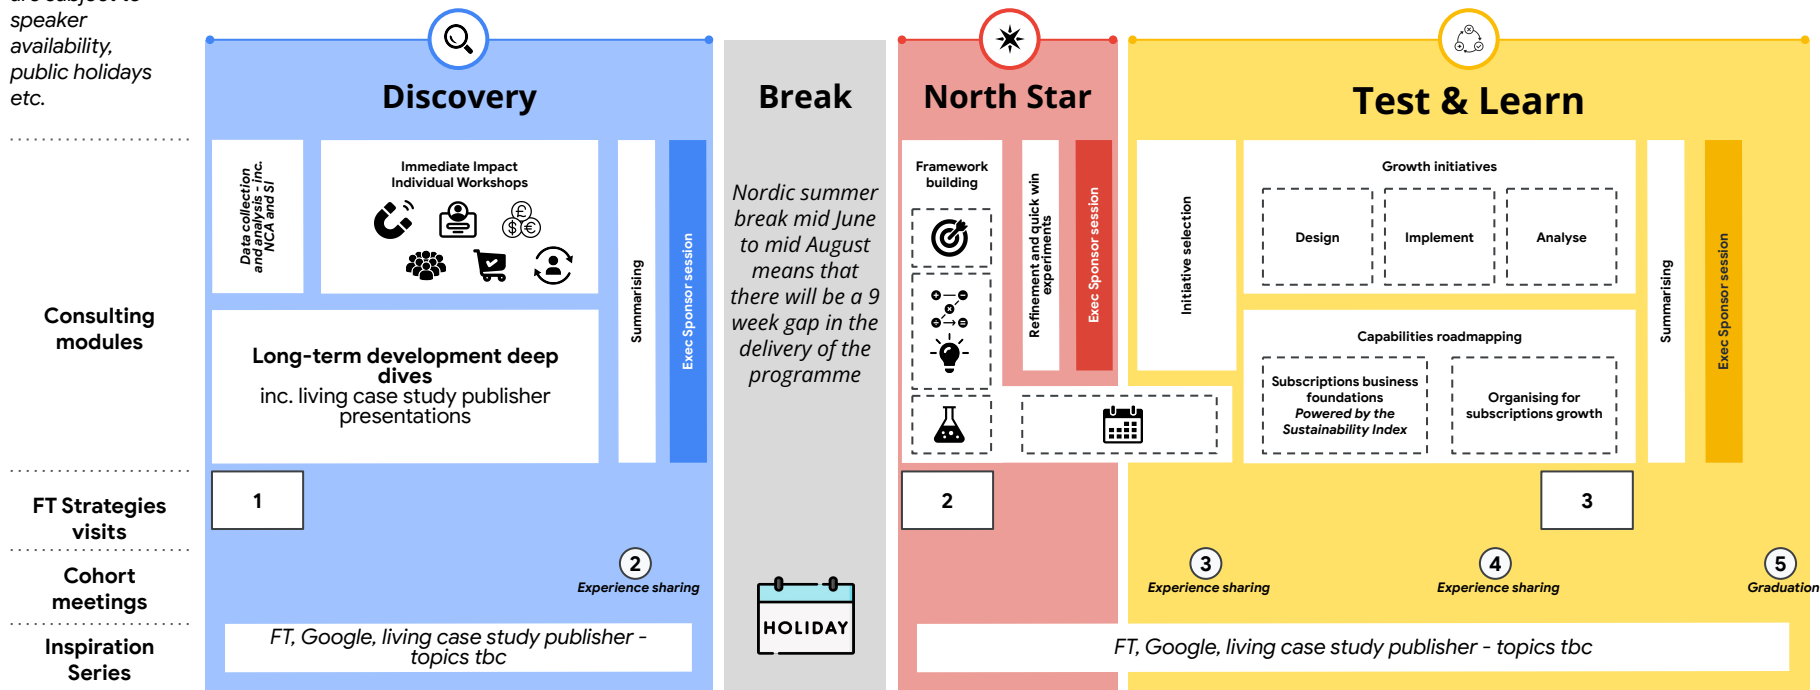 speaker
availability,
public holidays
etc.
Discovery
Break
North Star
Test & Learn
Consulting
modules
Data collection
and analysis - inc.
NCA and SI
Immediate Impact
Individual Workshops
£
$ €
Long-term development deep
dives
inc. living case study publisher
presentations
Summarising
Exec Sponsor session
Nordic summer
break mid June
to mid August
means that
there will be a 9
week gap in the
delivery of the
programme
Framework
building
Refinement and quick win
experiments
Exec Sponsor session
Initiative selection
Growth initiatives
Design
Implement
Analyse
Capabilities roadmapping
Subscriptions business
foundations
Powered by the
Sustainability Index
Organising for
subscriptions growth
Summarising
Exec Sponsor session
FT Strategies
visits
1
2
3
Cohort
meetings
2
Experience sharing
3
Experience sharing
4
Experience sharing
5
Graduation
HOLIDAY
Inspiration
Series
FT, Google, living case study publisher -
topics tbc
FT, Google, living case study publisher - topics tbc